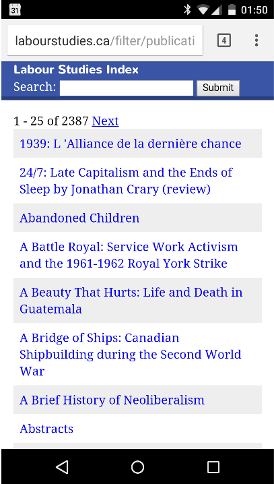 31 01:50
labourstudies.ca/filter/publicati 4
Labour Studies Index
Search: Submit
1 - 25 of 2387 Next
1939: L 'Alliance de la dernière chance
24/7: Late Capitalism and the Ends of
Sleep by Jonathan Crary (review)
Abandoned Children
A Battle Royal: Service Work Activism
and the 1961-1962 Royal York Strike
A Beauty That Hurts: Life and Death in
Guatemala
A Bridge of Ships: Canadian
Shipbuilding during the Second World
War
A Brief History of Neoliberalism
Abstracts